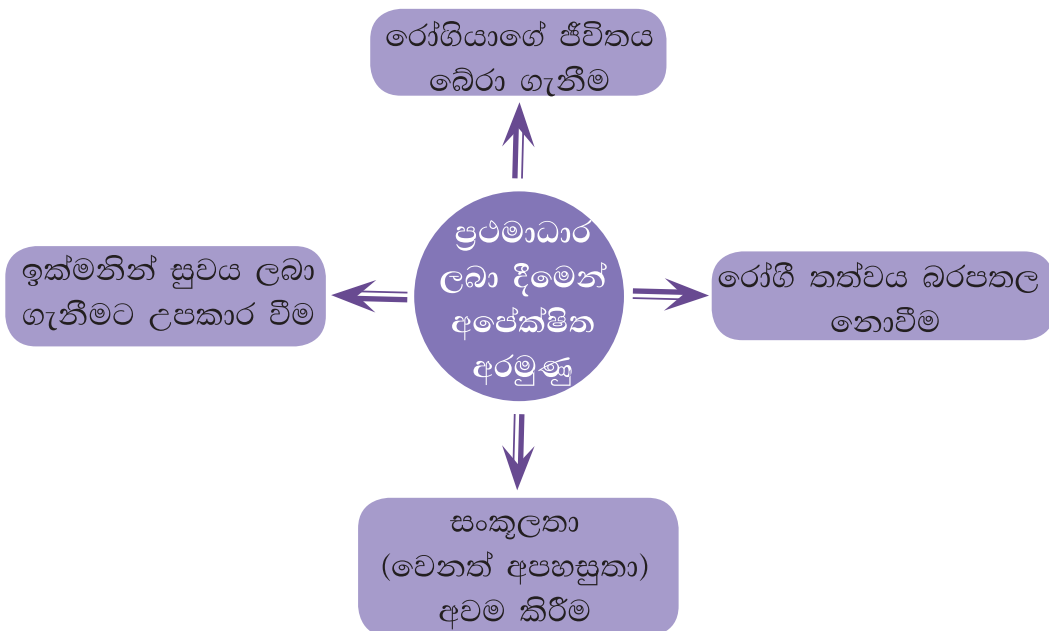 රෝගියාගේ ජීවිතය
බේරා ගැනීම
ප්‍රථමාධාර
ලබා දීමෙන්
අපේක්ෂිත
අරමුණු
ඉක්මනින් සුවය ලබා
ගැනීමට උපකාර වීම
රෝගී තත්වය බරපතල
නොවීම
සංකූලතා
(වෙනත් අපහසුතා)
අවම කිරීම